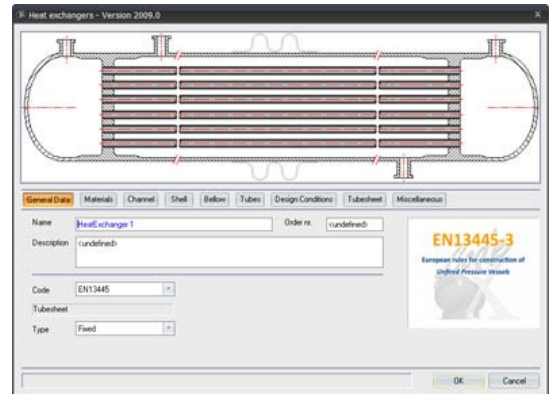 Heat exchangers - Version 2009.0
x
General Data Materials Channel Shell Bellow Tubes Design Conditions Tubesheet Miscellaneous
Name HeatExchanger 1 Order nr. <undefined>
Description <undefined>
EN13445-3
European rules for construction of
Unfired Pressure Vessels
Code EN13445
Tubesheet
Type Fixed
OK Cancel